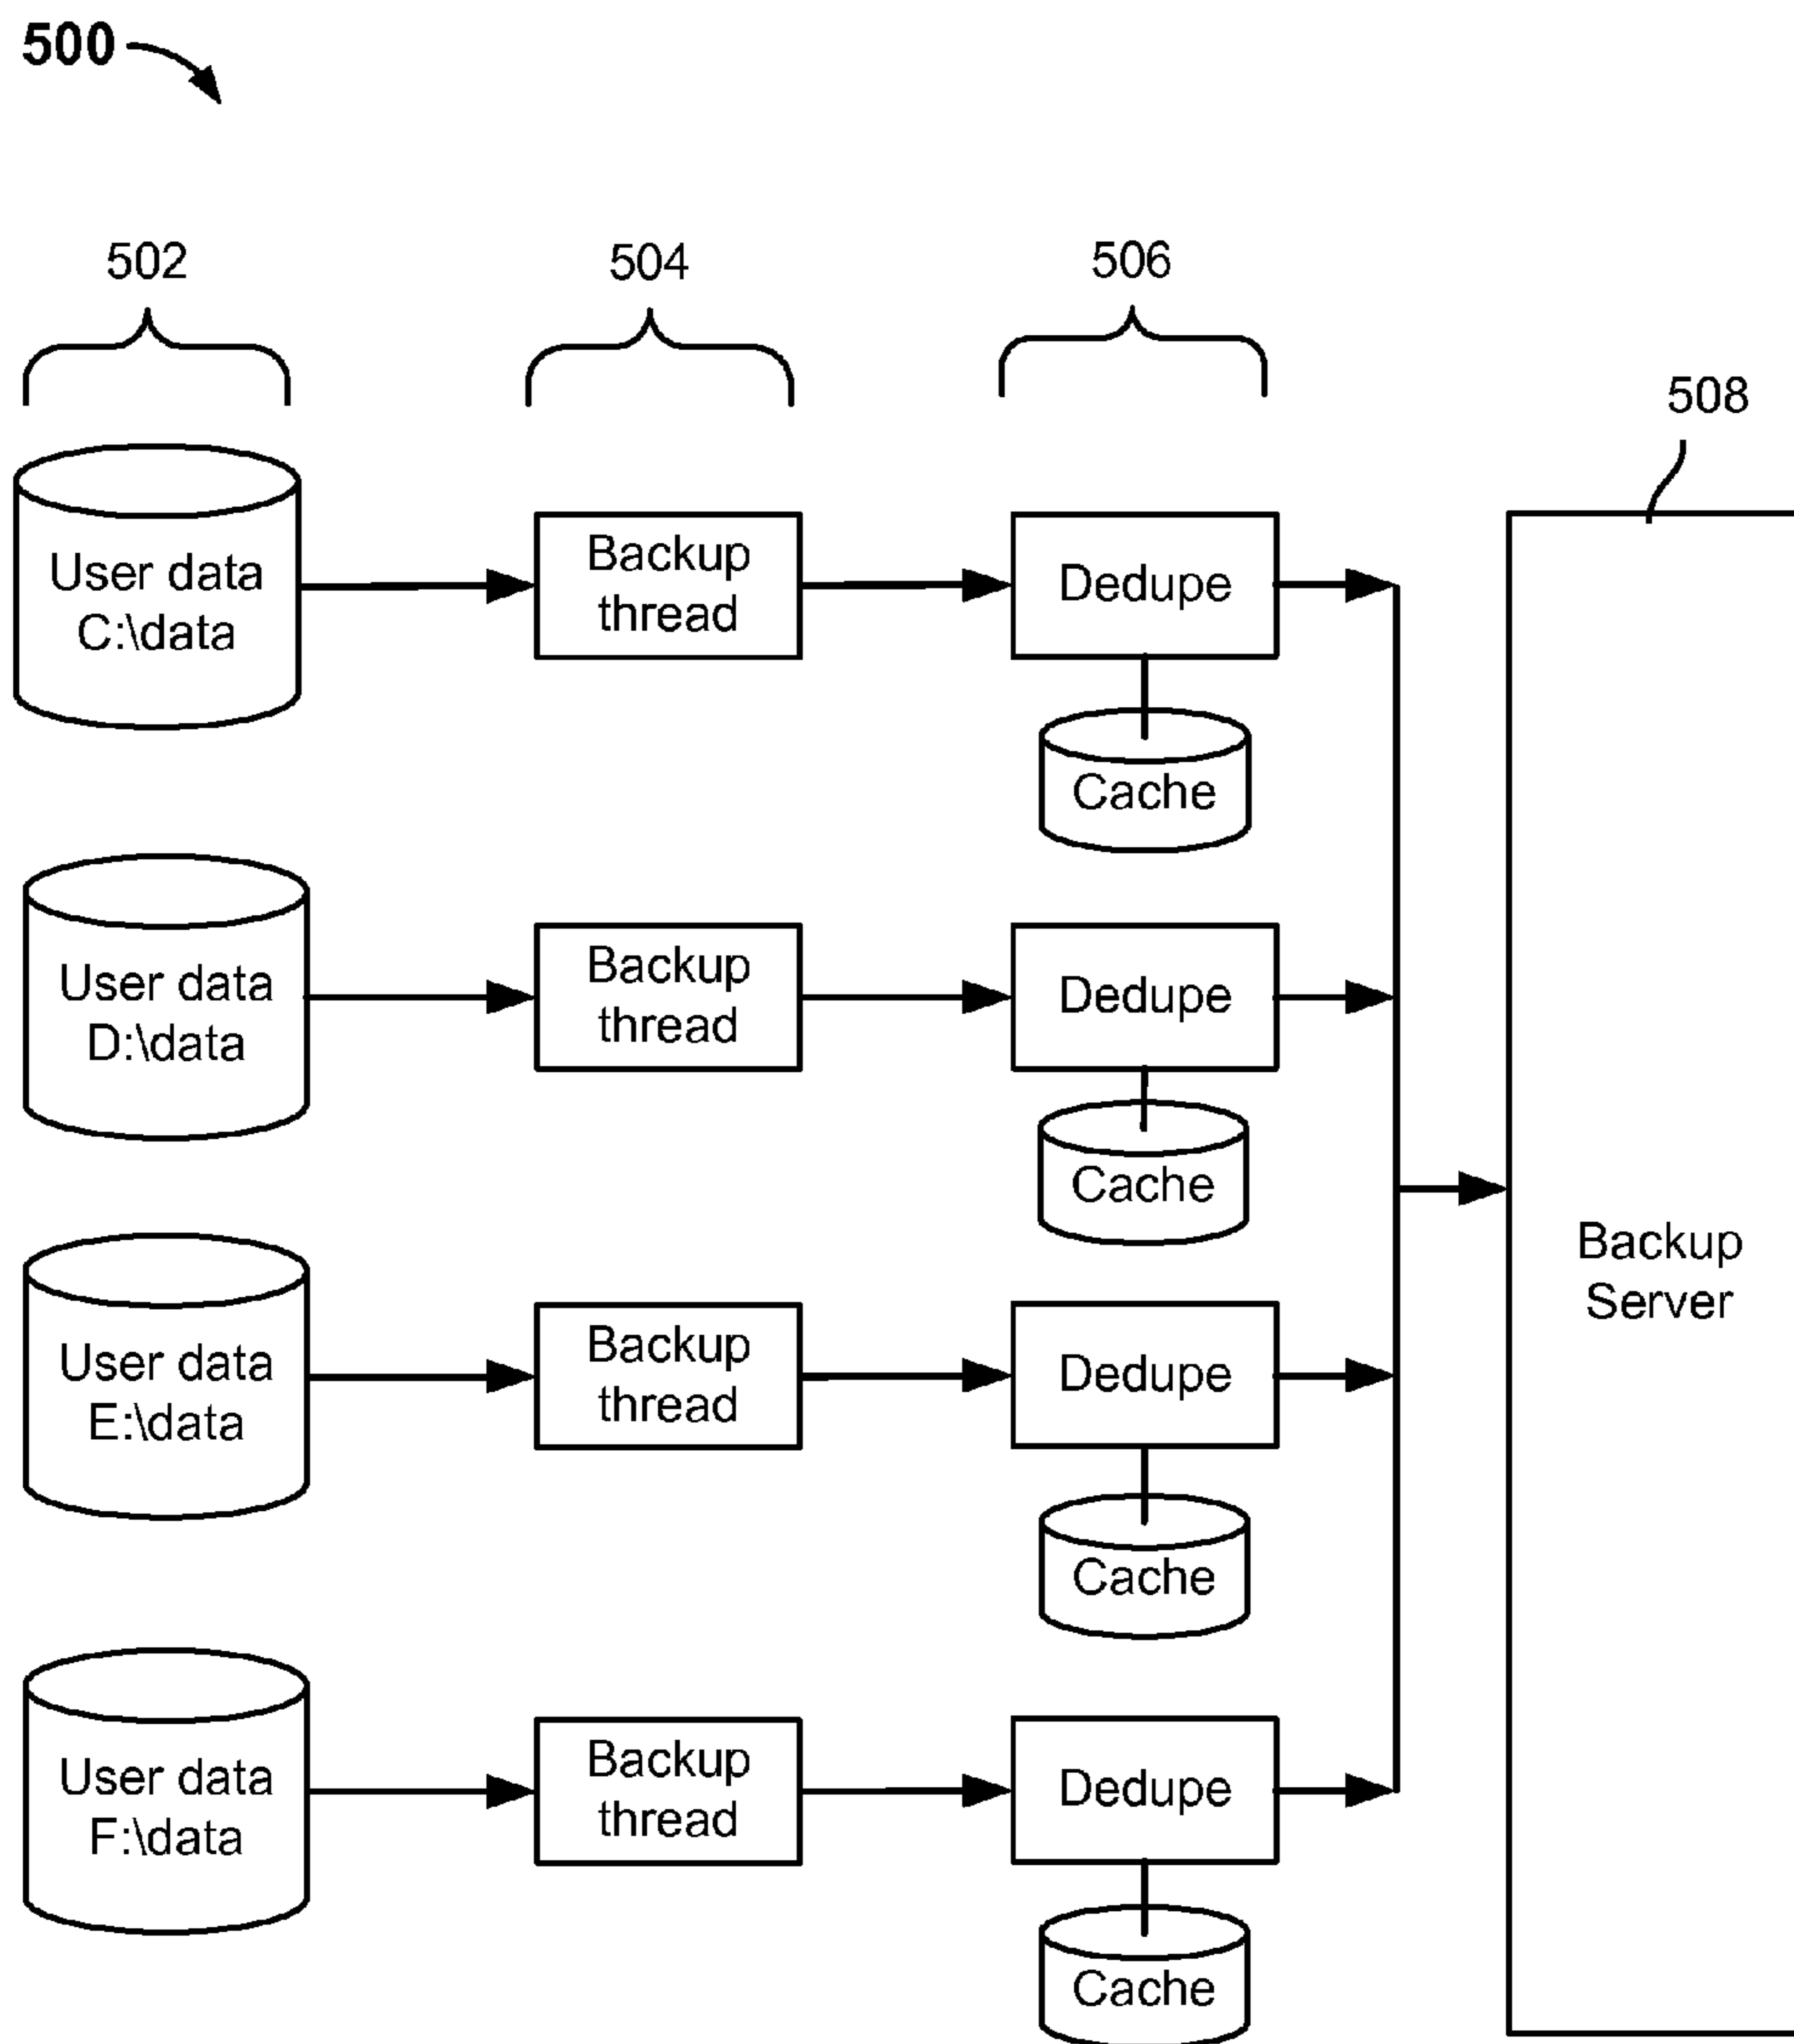 500
502
504
506
508
User data
C:\data
Backup
thread
Dedupe
Cache
User data
D:\data
Backup
thread
Dedupe
Cache
Backup
Server
User data
E:\data
Backup
thread
Dedupe
Cache
User data
F:\data
Backup
thread
Dedupe
Cache